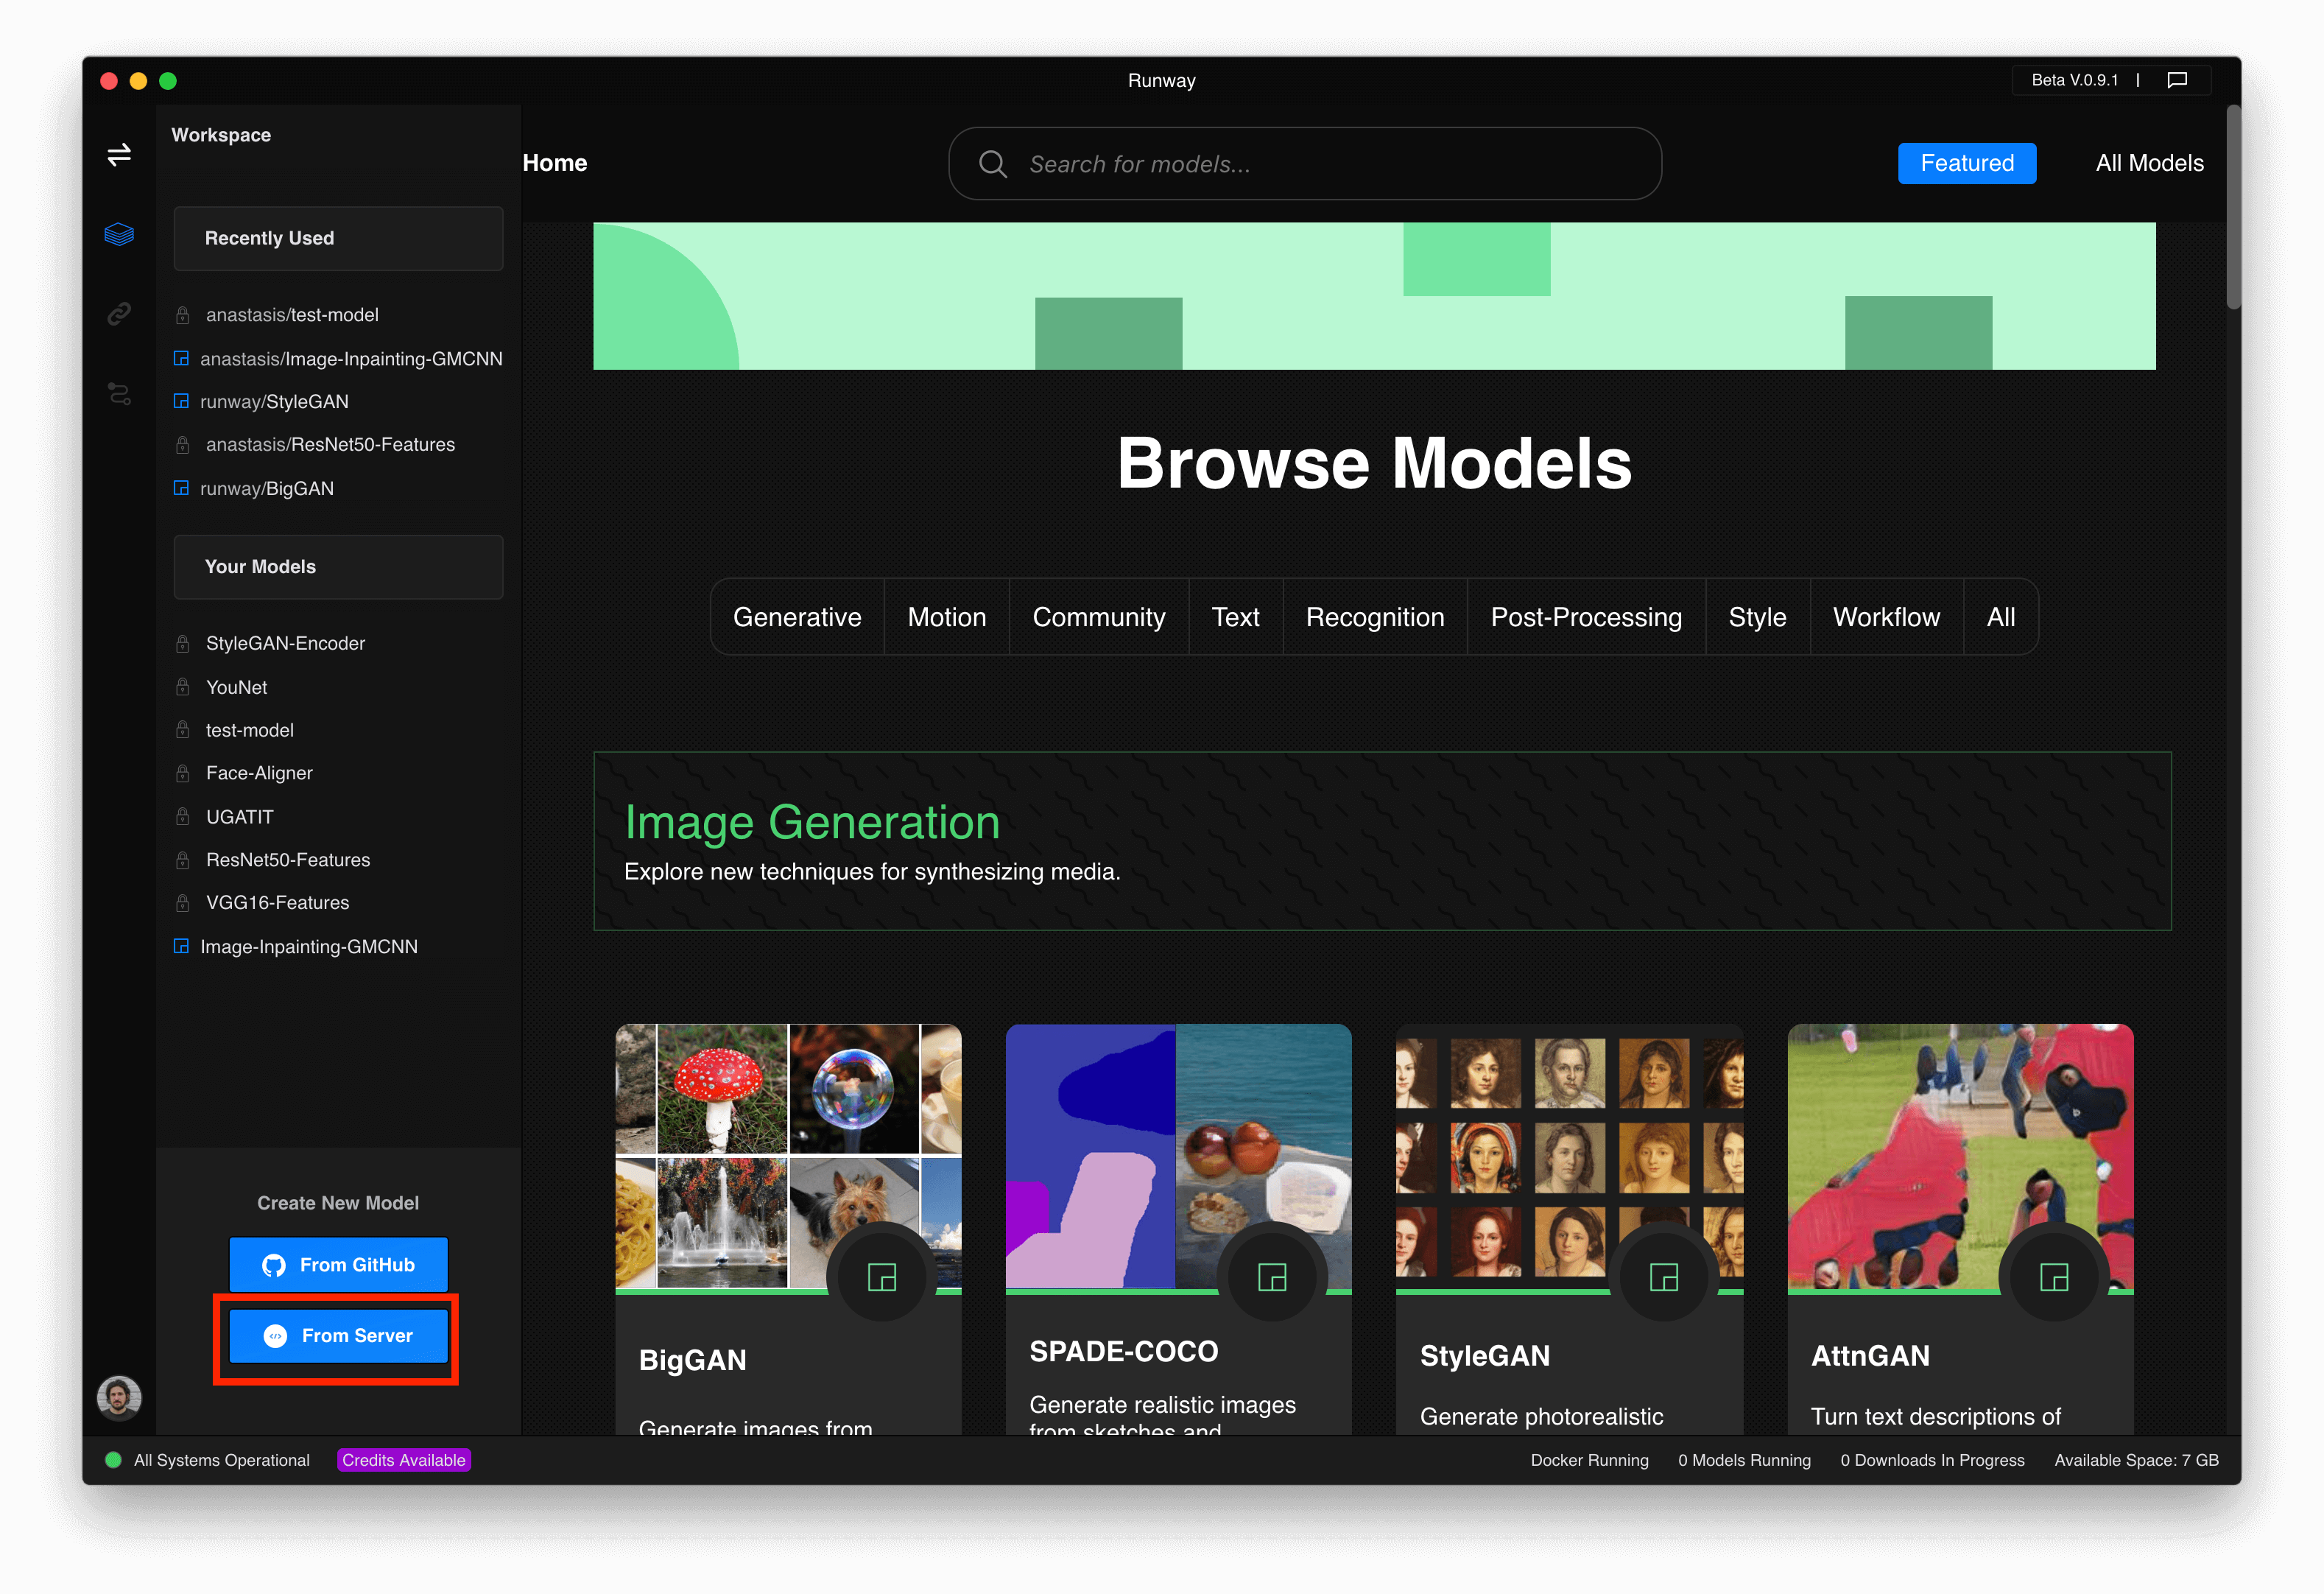 Runway
Beta V.0.9.1 |
Workspace
Home
Search for models...
Featured
All Models
Recently Used
anastasis/test-model
anastasis/Image-Inpainting-GMCNN
runway/StyleGAN
anastasis/ResNet50-Features
runway/BigGAN
Your Models
StyleGAN-Encoder
YouNet
test-model
Face-Aligner
UGATIT
ResNet50-Features
VGG16-Features
Image-Inpainting-GMCNN
Create New Model
From GitHub
From Server
Browse Models
Generative
Motion
Community
Text
Recognition
Post-Processing
Style
Workflow
All
Image Generation
Explore new techniques for synthesizing media.
BigGAN
Generate images from
SPADE-COCO
Generate realistic images
from sketches and
StyleGAN
Generate photorealistic
AttnGAN
Turn text descriptions of
All Systems Operational
Credits Available
Docker Running
0 Models Running
0 Downloads In Progress
Available Space: 7 GB